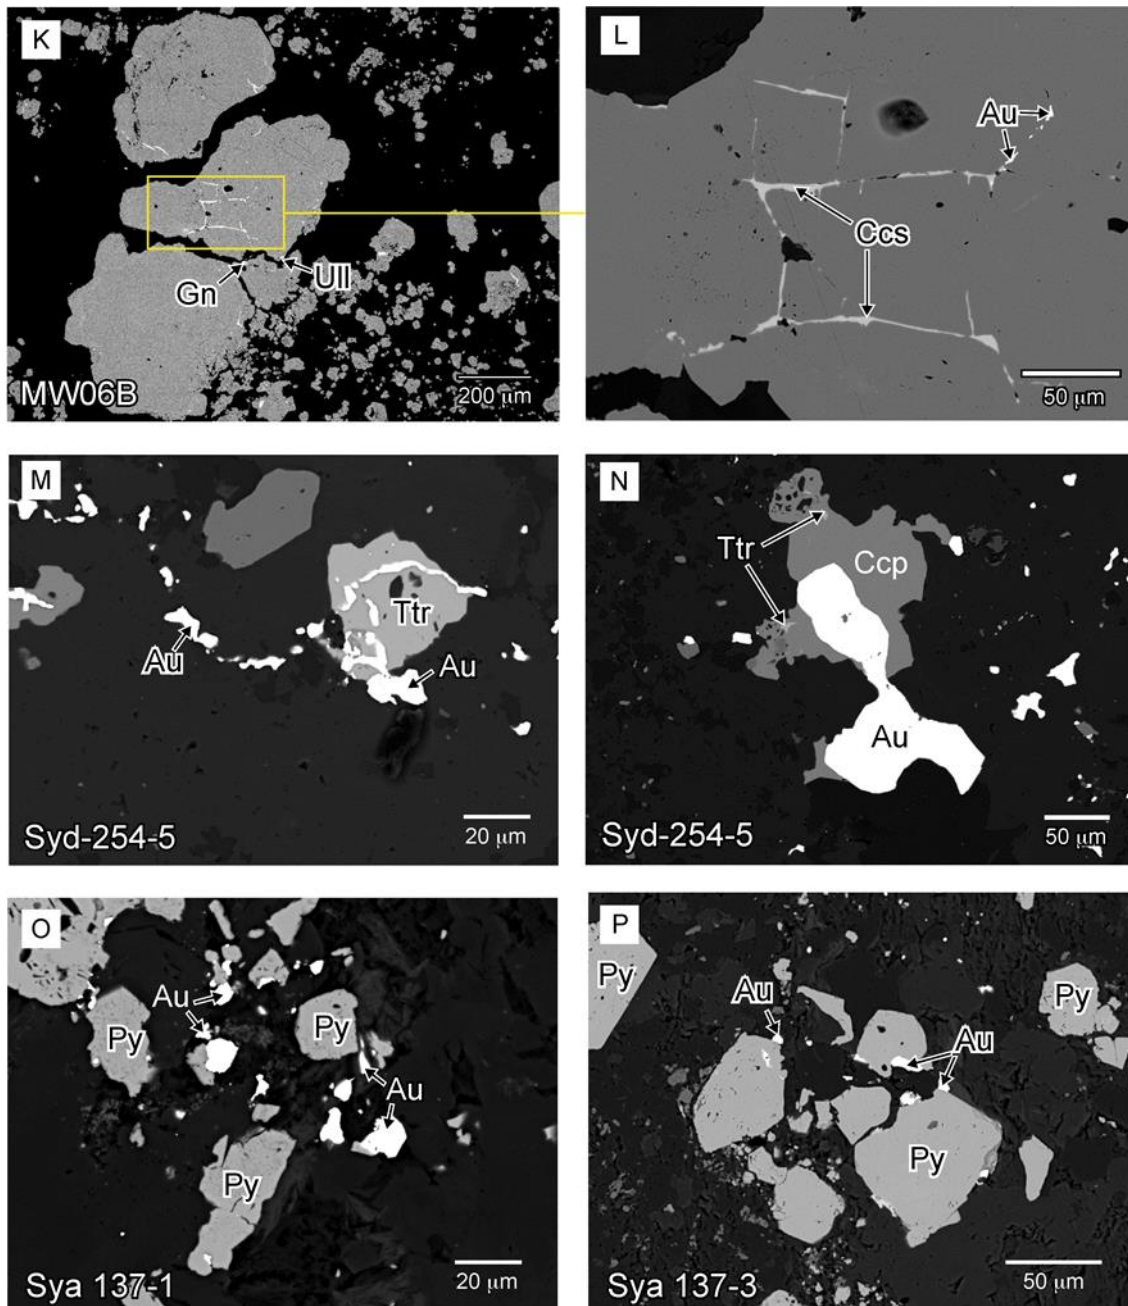 K
Gn
Ull
MW06B
200 μm
L
Au
Ccs
50 μm
M
Ttr
Au
Au
Syd-254-5
20 μm
N
Ttr
Ccp
Au
Syd-254-5
50 μm
O
Au
Py
Py
Au
Py
Sya 137-1
20 μm
P
Py
Au
Py
Au
Py
Sya 137-3
50 μm